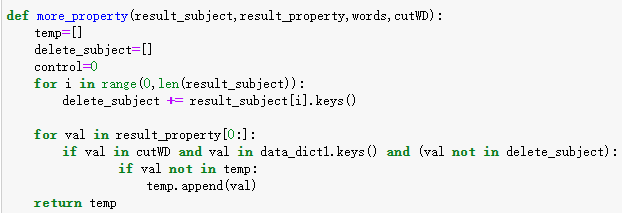 def more_property(result_subject,result_property,words,cutWD):
    temp=[]
    delete_subject=[]
    control=0
    for i in range(0,len(result_subject)):
        delete_subject += result_subject[i].keys()

    for val in result_property[0:]:
        if val in cutWD and val in data_dict1.keys() and (val not in delete_subject):
                if val not in temp:
                    temp.append(val)
    return temp